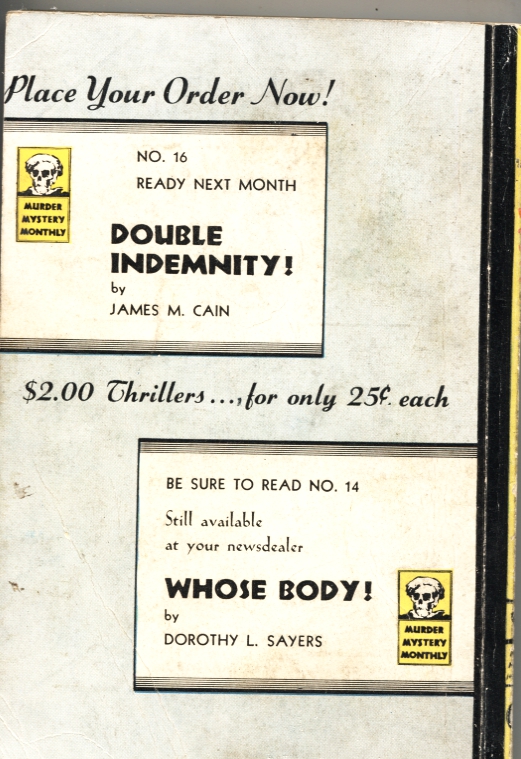 Place Your Order Now!
MURDER
MYSTERY
MONTHLY
NO. 16
READY NEXT MONTH
DOUBLE
INDEMNITY!
by
JAMES M. CAIN
$2.00 Thrillers..., for only 25¢ each
BE SURE TO READ NO. 14
Still available
at your newsdealer
WHOSE BODY!
by
DOROTHY L. SAYERS
MURDER
MYSTERY
MONTHLY